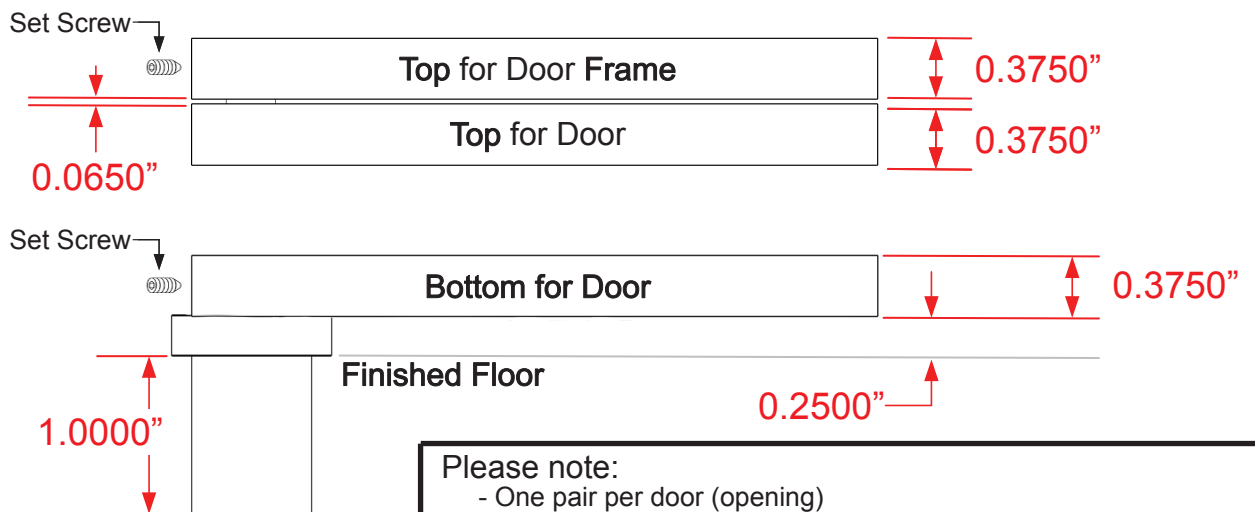 Set Screw
Top for Door Frame
0.3750”
Top for Door
0.3750”
0.0650”
Set Screw
Bottom for Door
0.3750”
Finished Floor
0.2500”
1.0000”
Please note:
- One pair per door (opening)